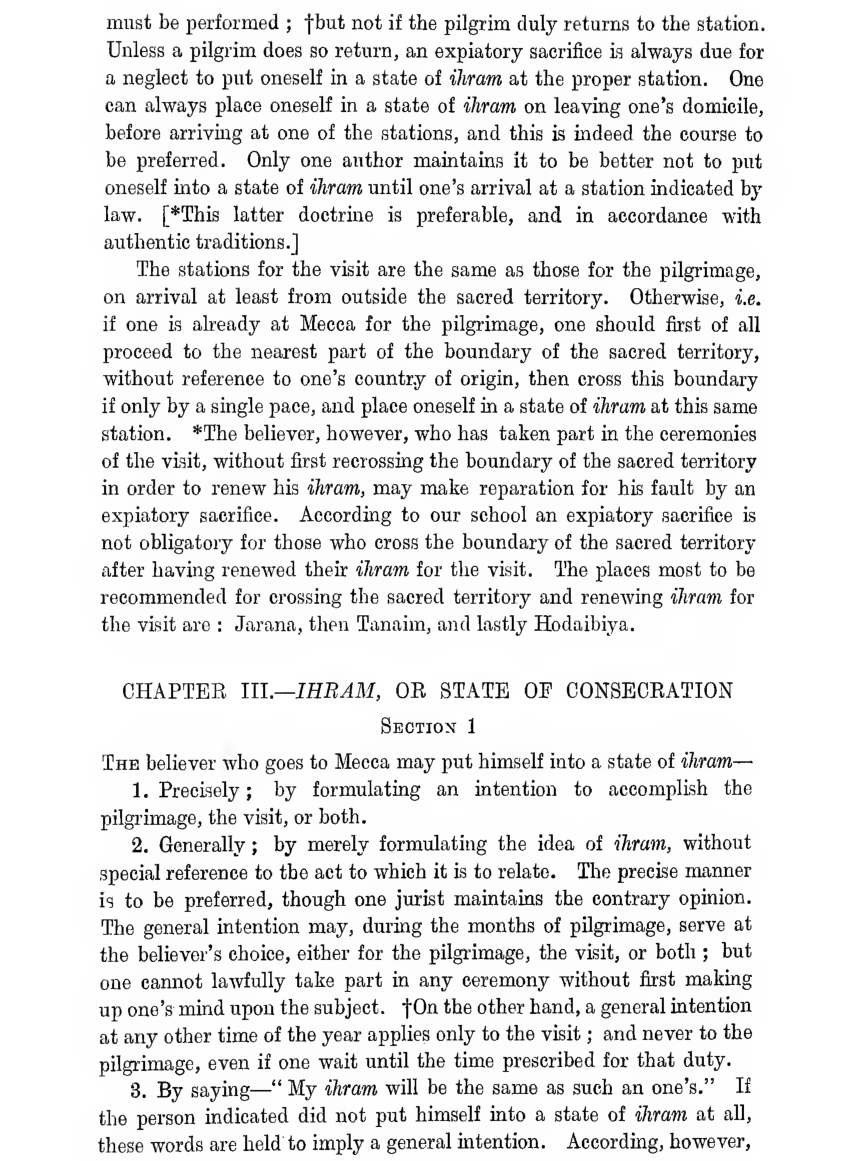 must be performed ; †but not if the pilgrim duly returns to the station.
Unless a pilgrim does so return, an expiatory sacrifice is always due for
a neglect to put oneself in a state of ihram at the proper station. One
can always place oneself in a state of ihram on leaving one's domicile,
before arriving at one of the stations, and this is indeed the course to
be preferred. Only one author maintains it to be better not to put
oneself into a state of ihram until one's arrival at a station indicated by
law. [*This latter doctrine is preferable, and in accordance with
authentic traditions.]
The stations for the visit are the same as those for the pilgrimage,
on arrival at least from outside the sacred territory. Otherwise, i.e.
if one is already at Mecca for the pilgrimage, one should first of all
proceed to the nearest part of the boundary of the sacred territory,
without reference to one's country of origin, then cross this boundary
if only by a single pace, and place oneself in a state of ihram at this same
station. *The believer, however, who has taken part in the ceremonies
of the visit, without first recrossing the boundary of the sacred territory
in order to renew his ihram, may make reparation for his fault by an
expiatory sacrifice. According to our school an expiatory sacrifice is
not obligatory for those who cross the boundary of the sacred territory
after having renewed their ihram for the visit. The places most to be
recommended for crossing the sacred territory and renewing ihram for
the visit are : Jarana, then Tanaim, and lastly Hodaibiya.
CHAPTER III.—IHRAM, OR STATE OF CONSECRATION
SECTION 1
THE believer who goes to Mecca may put himself into a state of ihram—
1. Precisely ; by formulating an intention to accomplish the
pilgrimage, the visit, or both.
2. Generally ; by merely formulating the idea of ihram, without
special reference to the act to which it is to relate. The precise manner
is to be preferred, though one jurist maintains the contrary opinion.
The general intention may, during the months of pilgrimage, serve at
the believer's choice, either for the pilgrimage, the visit, or both ; but
one cannot lawfully take part in any ceremony without first making
up one's mind upon the subject. †On the other hand, a general intention
at any other time of the year applies only to the visit ; and never to the
pilgrimage, even if one wait until the time prescribed for that duty.
3. By saying—“ My ihram will be the same as such an one's.” If
the person indicated did not put himself into a state of ihram at all,
these words are held to imply a general intention. According, however,